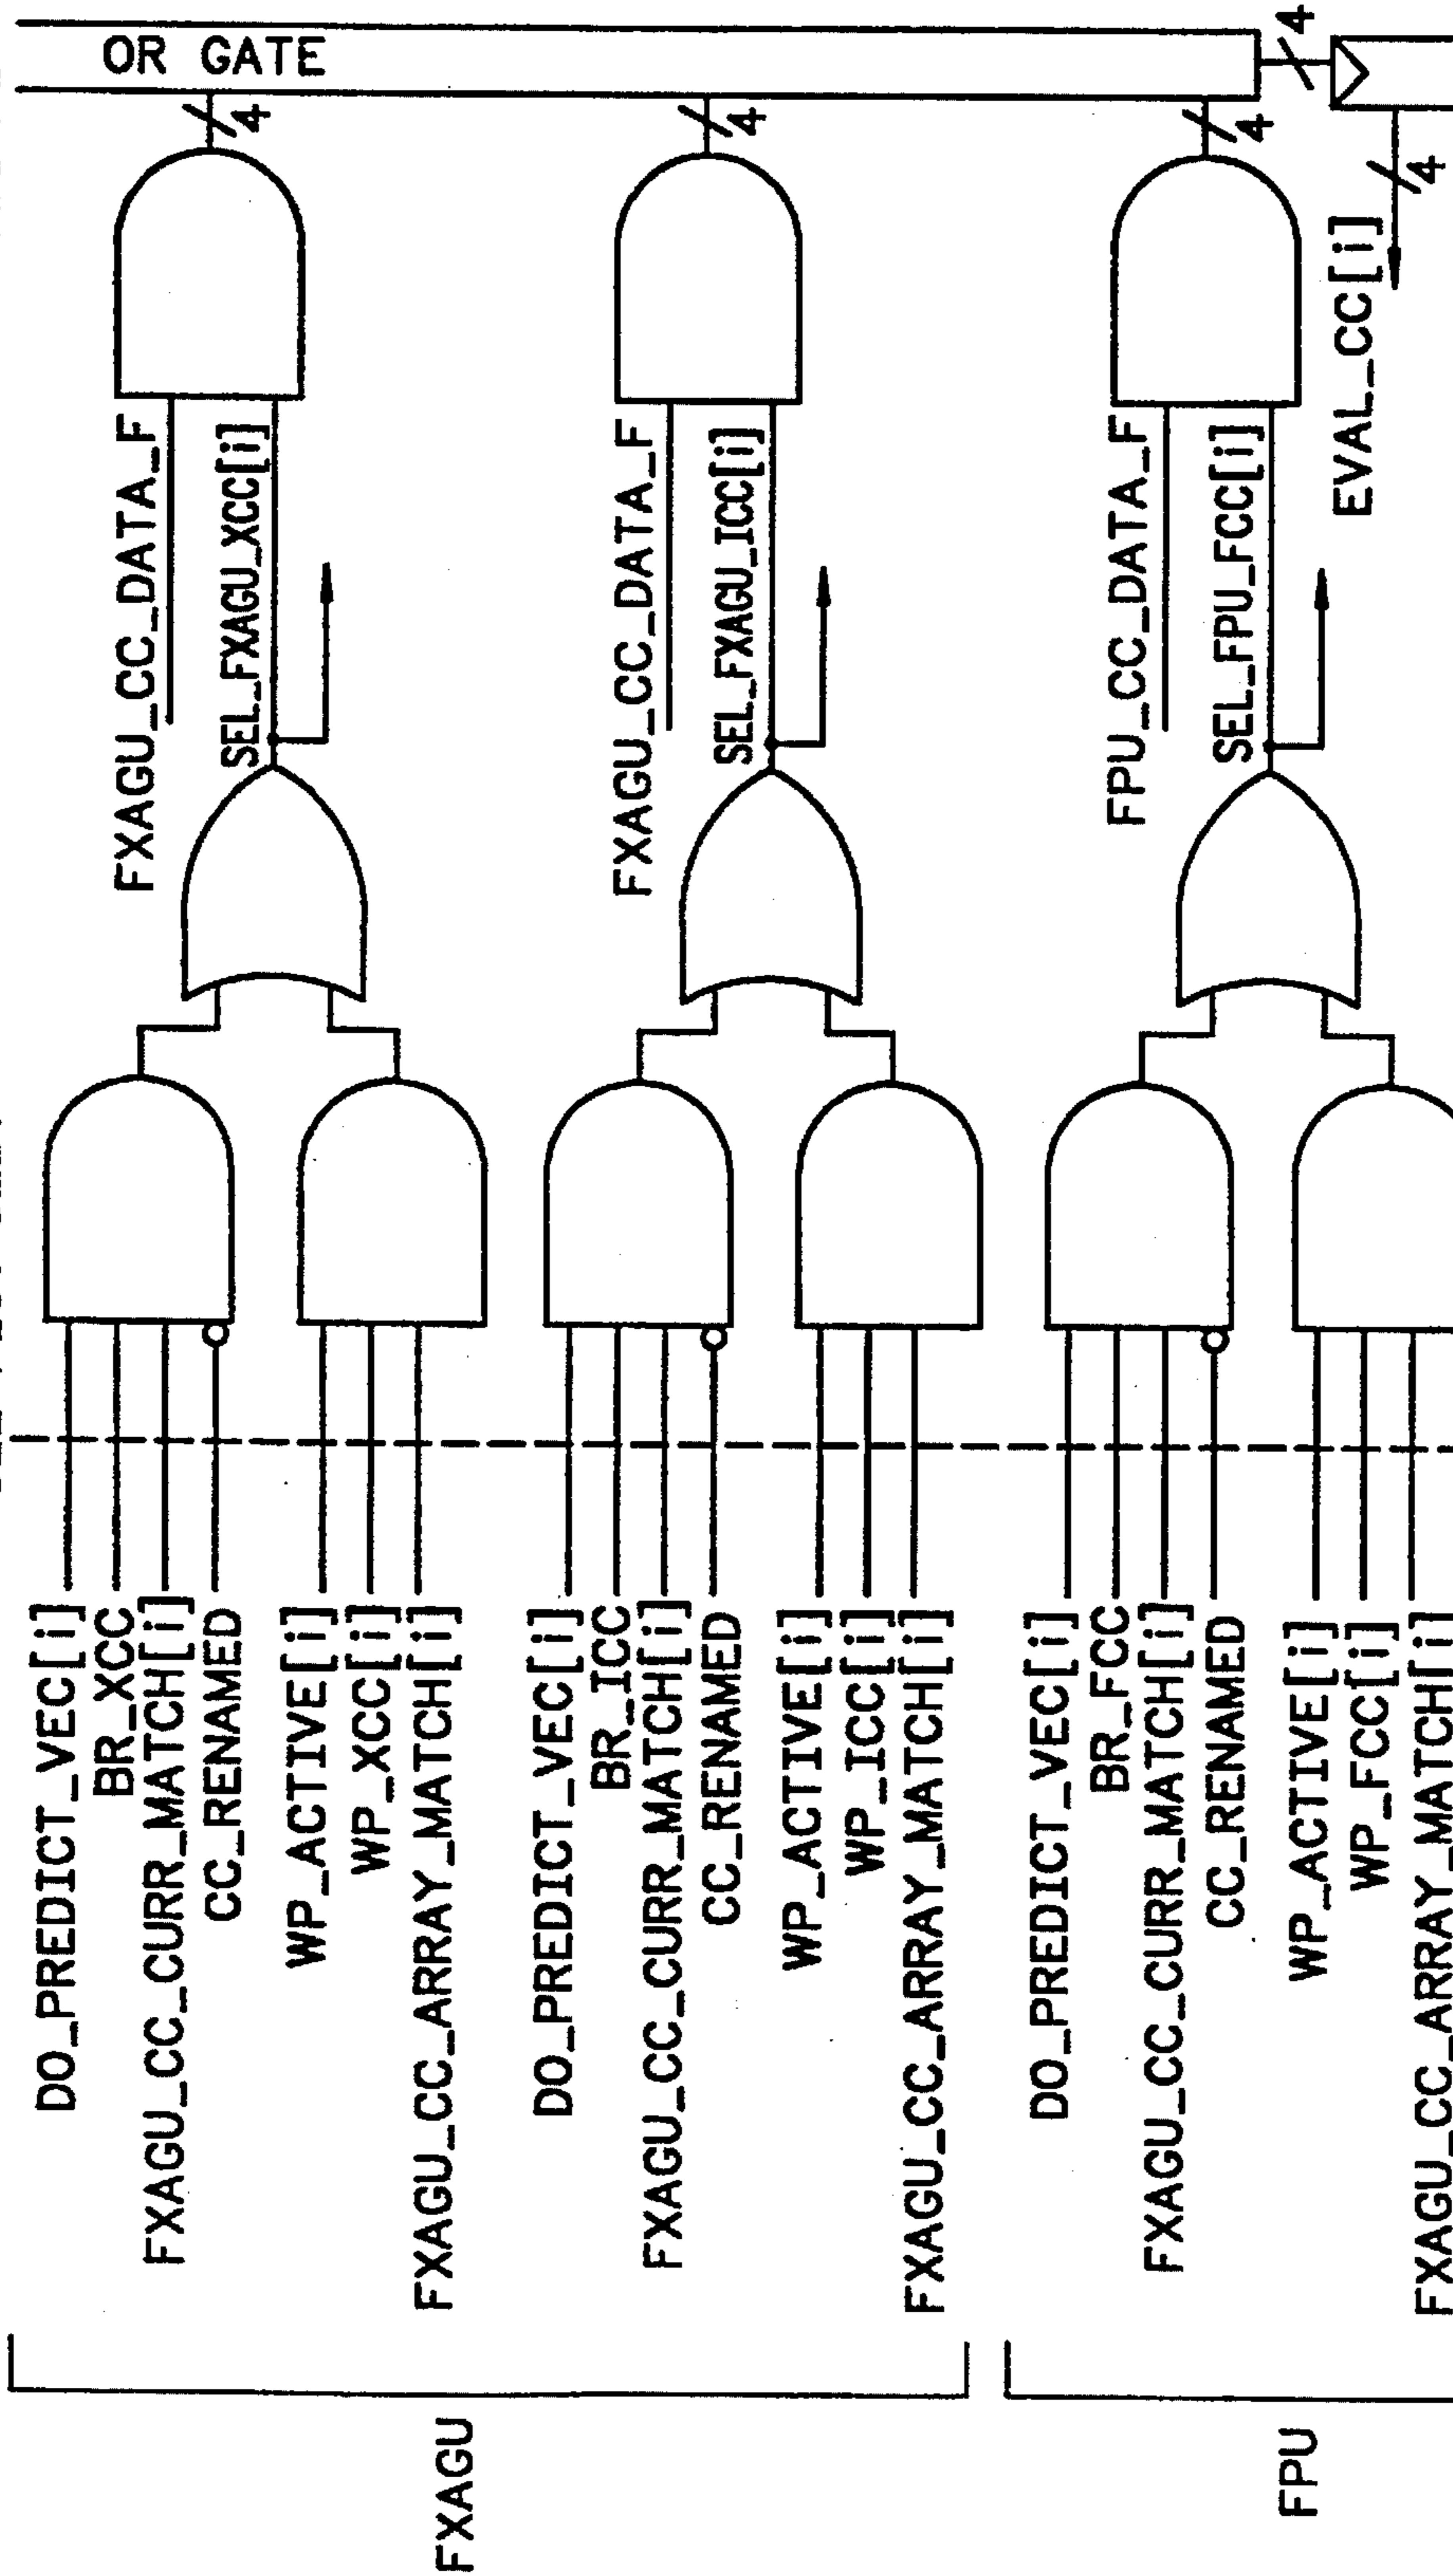 OR GATE
4
4
4
4
FXAGU
DO_PREDICT_VEC[i]
BR_XCC
FXAGU_CC_CURR_MATCH[i]
CC_RENAMED
WP_ACTIVE[i]
WP_XCC[i]
FXAGU_CC_ARRAY_MATCH[i]
FXAGU_CC_DATA_F
SEL_FXAGU_XCC[i]
DO_PREDICT_VEC[i]
BR_ICC
FXAGU_CC_CURR_MATCH[i]
CC_RENAMED
WP_ACTIVE[i]
WP_ICC[i]
FXAGU_CC_ARRAY_MATCH[i]
FXAGU_CC_DATA_F
SEL_FXAGU_ICC[i]
FPU
DO_PREDICT_VEC[i]
BR_FCC
FXAGU_CC_CURR_MATCH[i]
CC_RENAMED
WP_ACTIVE[i]
WP_FCC[i]
FXAGU_CC_ARRAY_MATCH[i]
FPU_CC_DATA_F
SEL_FPU_FCC[i]
EVAL_CC[i]
4